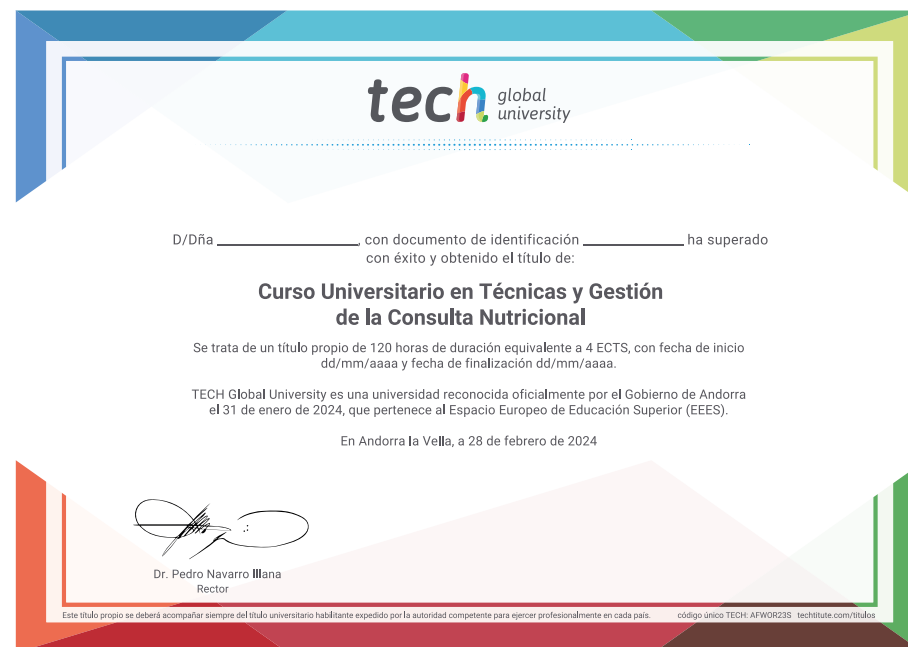 tech global university
D/Dña ____________, con documento de identificación ____________ ha superado
con éxito y obtenido el título de:
Curso Universitario en Técnicas y Gestión
de la Consulta Nutricional
Se trata de un título propio de 120 horas de duración equivalente a 4 ECTS, con fecha de inicio
dd/mm/aaaa y fecha de finalización dd/mm/aaaa.
TECH Global University es una universidad reconocida oficialmente por el Gobierno de Andorra
el 31 de enero de 2024, que pertenece al Espacio Europeo de Educación Superior (EEES).
En Andorra la Vella, a 28 de febrero de 2024
Dr. Pedro Navarro Illana
Rector
Este título propio se deberá acompañar siempre del título universitario habilitante expedido por la autoridad competente para ejercer profesionalmente en cada país. código único TECH: AFWOR23S techtitute.com/titulos